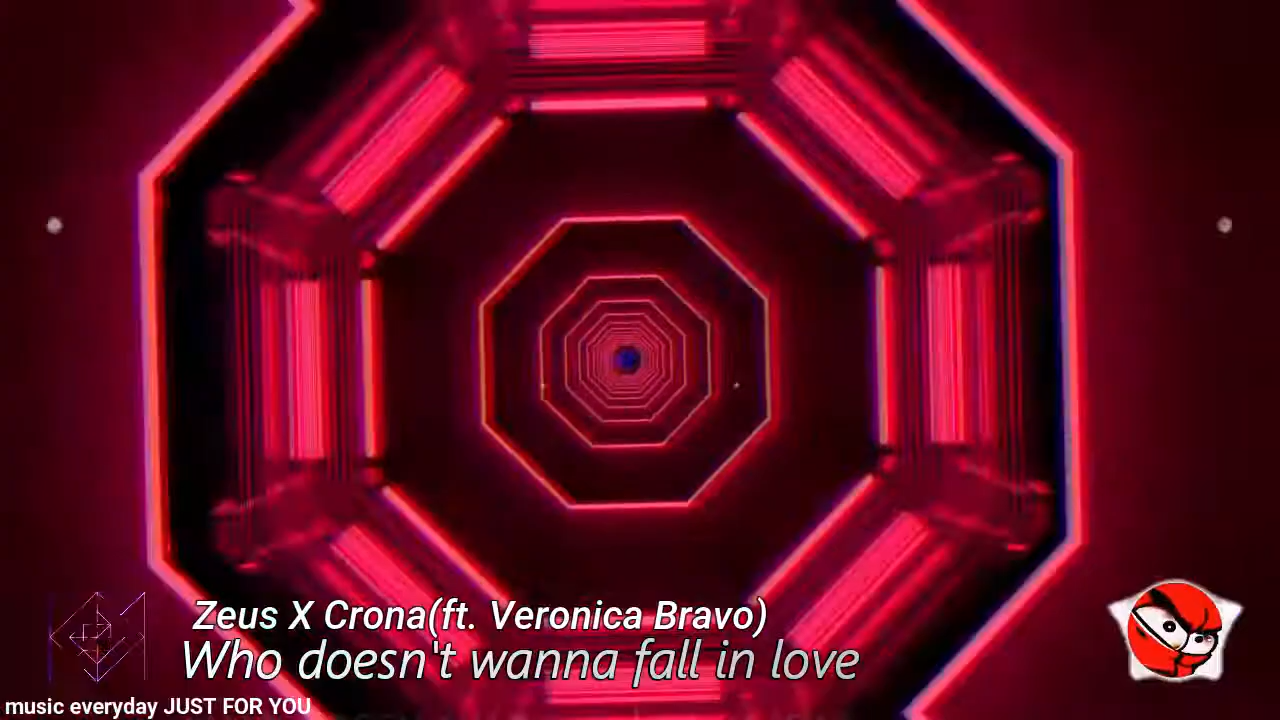 Zeus X Crona(ft. Veronica Bravo)
Who doesn't wanna fall in love
music everyday JUST FOR YOU